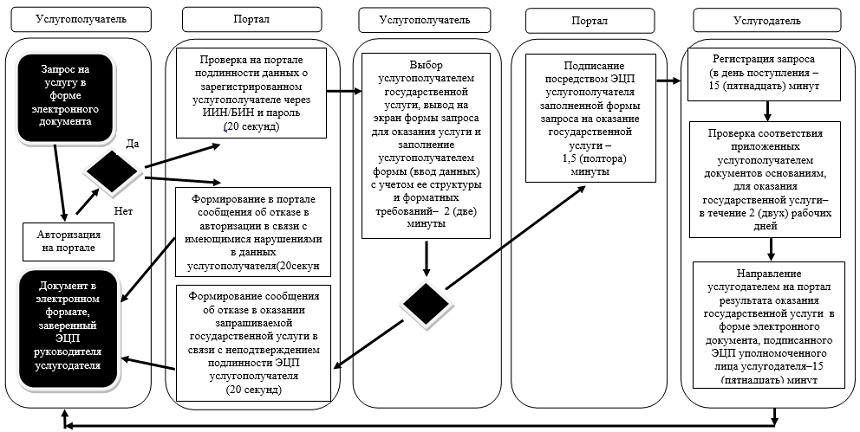 Услугополучатель
Портал
Услугополучатель
Портал
Услугодатель
Запрос на
услугу в
форме
электронного
документа
Да
Нет
Авторизация
на портале
Документ в
электронном
формате,
заверенный
ЭЦП
руководителя
услугодателя
Проверка на портале
подлинности данных о
зарегистрированном
услугополучателе через
ИИН/БИН и пароль
(20 секунд)
Формирование в портале
сообщения об отказе в
авторизации в связи с
имеющимися нарушениями
в данных
услугополучателя(20секун
Формирование сообщения
об отказе в оказании
запрашиваемой
государственной услуги в
связи с неподтверждением
подлинности ЭЦП
услугополучателя
(20 секунд)
Выбор
услугополучателем
государственной
услуги, вывод на
экран формы запроса
для оказания услуги и
заполнение
услугополучателем
формы (ввод данных)
с учетом ее структуры
и форматных
требований– 2 (две)
минуты
Подписание
посредством ЭЦП
услугополучателя
заполненной формы
запроса на оказание
государственной
услуги –
1,5 (полтора)
минуты
Регистрация запроса
(в день поступления –
15 (пятнадцать) минут
Проверка соответствия
приложенных
услугополучателем
документов основаниям,
для оказания
государственной услуги–
в течение 2 (двух) рабочих
дней
Направление
услугодателем на портал
результата оказания
государственной услуги в
форме электронного
документа, подписанного
ЭЦП уполномоченного
лица услугодателя–15
(пятнадцать) минут